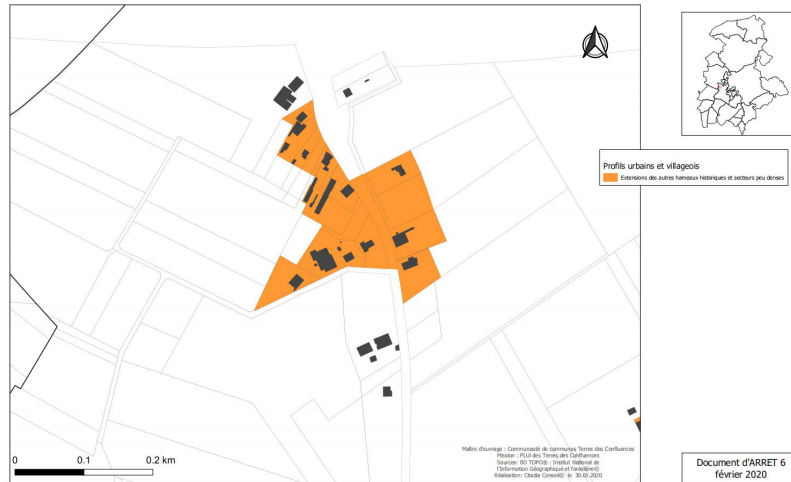 Profils urbains et villageois
Extensions des autres hameaux historiques et secteurs peu denses
0 0.1 0.2 km
Maître d'ouvrage : Communauté de communes Terres des Confluences
Mission : PLUi des Terres des Confluences
Sources: BD TOPO® : Institut National de
l'Information Géographique et forestière©
Réalisation: Citadia Conseil© le 30.01.2020
Document d'ARRET 6
février 2020